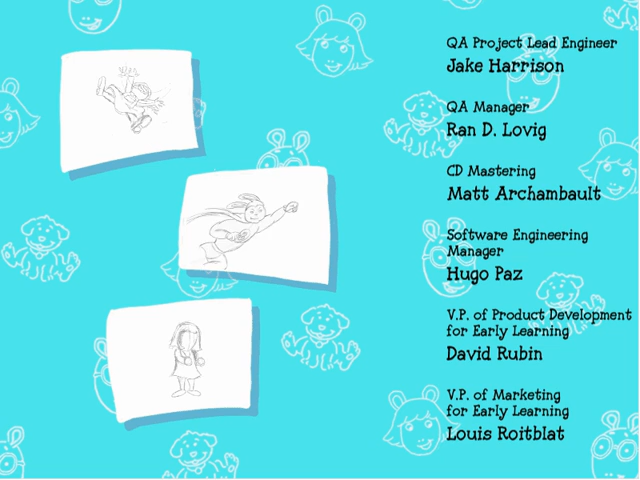 QA Project Lead Engineer
Jake Harrison
QA Manager
Ran D. Lovig
CD Mastering
Matt Archambault
Software Engineering
Manager
Hugo Paz
V.P. of Product Development
for Early Learning
David Rubin
V.P. of Marketing
for Early Learning
Louis Roitblat